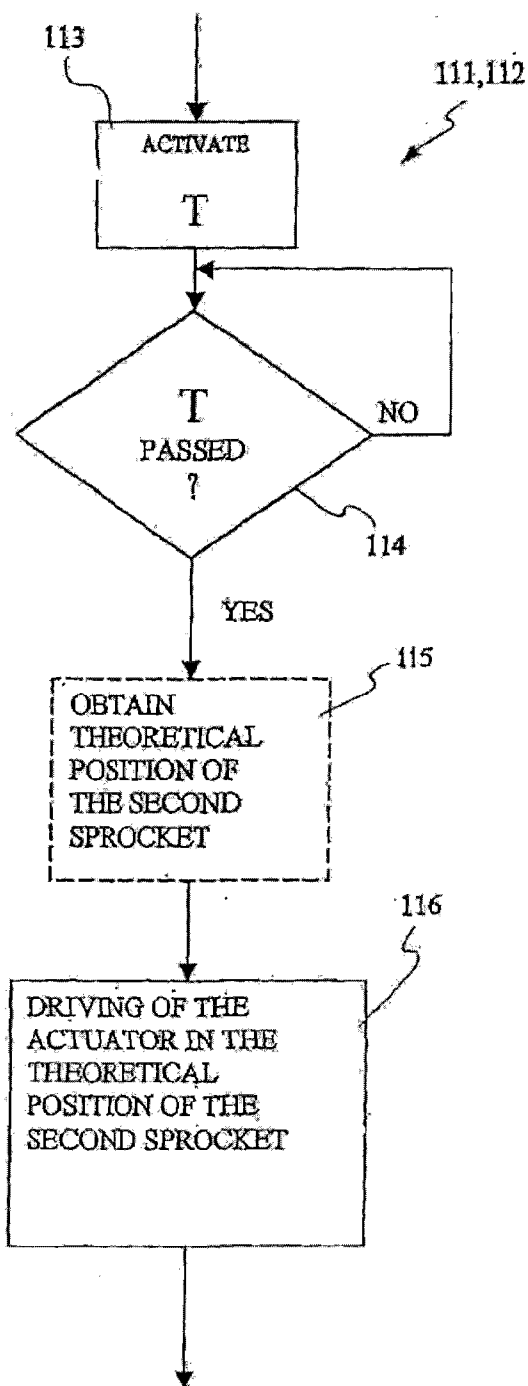 113
111,112
ACTIVATE
T
T
PASSED
?
NO
114
YES
115
OBTAIN
THEORETICAL
POSITION OF
THE SECOND
SPROCKET
116
DRIVING OF THE
ACTUATOR IN THE
THEORETICAL
POSITION OF THE
SECOND SPROCKET